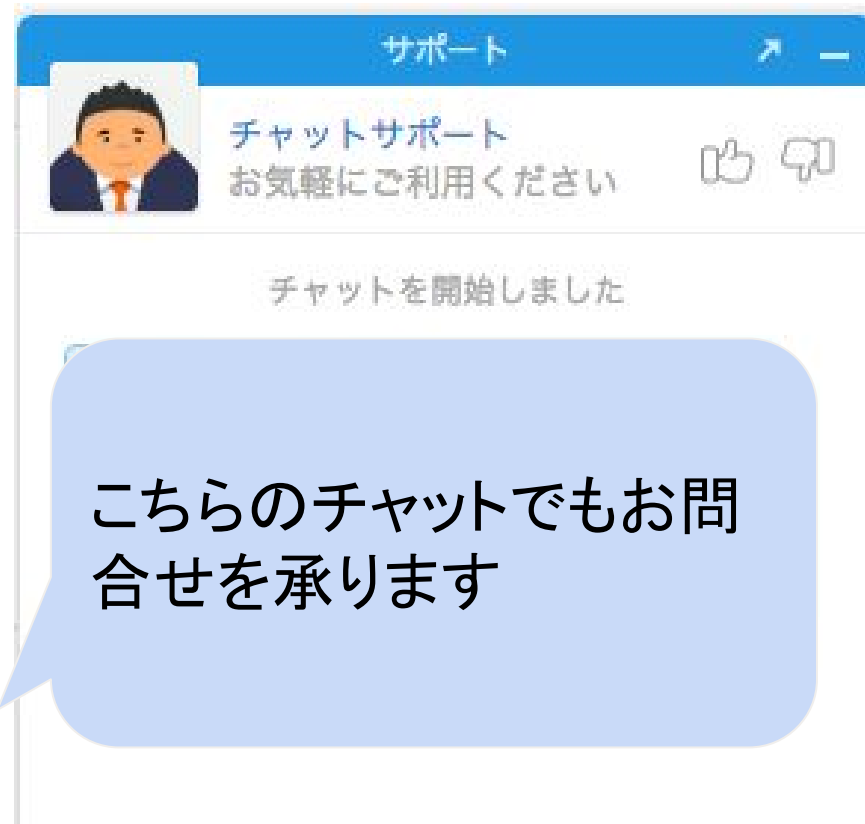 サポート
チャットサポート
お気軽にご利用ください
チャットを開始しました
こちらのチャットでもお問
合せを承ります